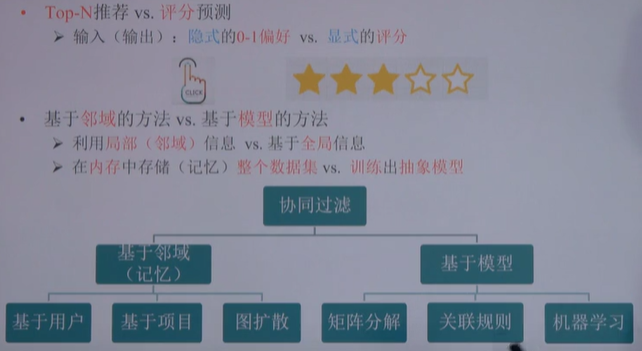 • Top-N推荐 vs. 评分预测
➢ 输入（输出）：隐式的0-1偏好 vs. 显式的评分
CLICK
• 基于邻域的方法 vs. 基于模型的方法
➢ 利用局部（邻域）信息 vs. 基于全局信息
➢ 在内存中存储（记忆）整个数据集 vs. 训练出抽象模型
协同过滤
基于邻域
（记忆）
基于模型
基于用户
基于项目
图扩散
矩阵分解
关联规则
机器学习